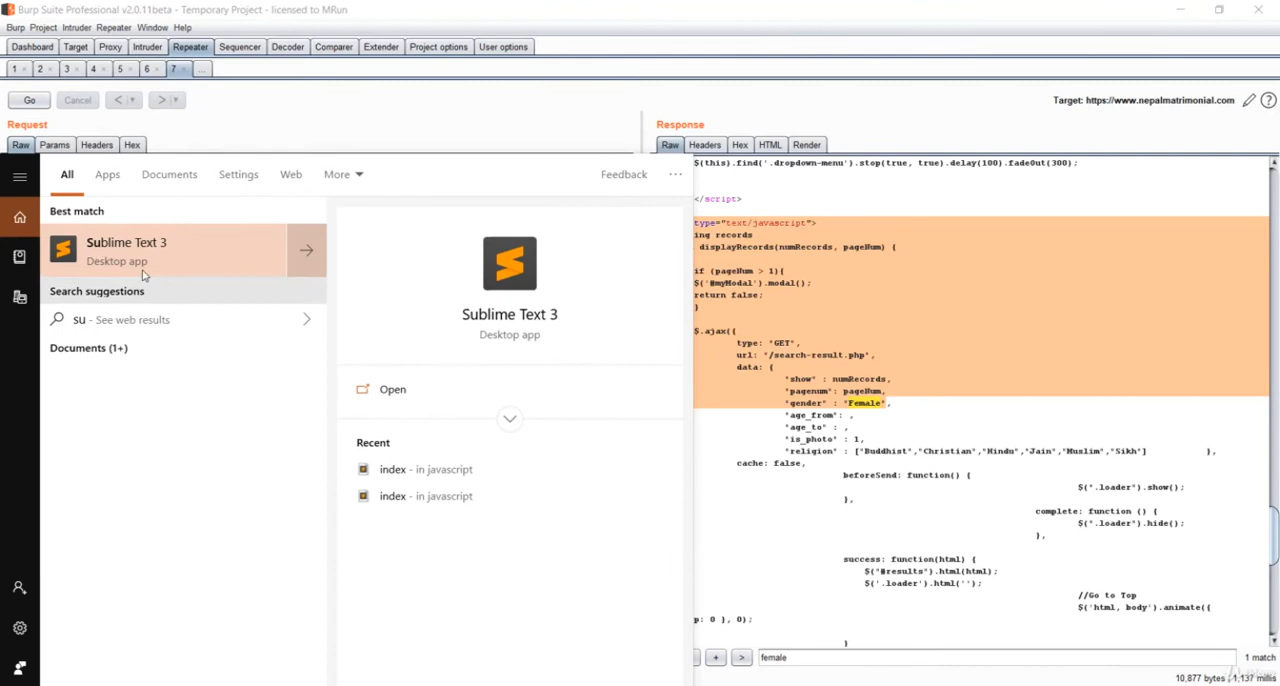 Burp Suite Professional v2.0.11beta - Temporary Project - licensed to MRun
Burp Project Intruder Repeater Window Help
Dashboard Target Proxy Intruder Repeater Sequencer Decoder Comparer Extender Project options User options
1 × 2 × 3 × 4 × 5 × 6 × 7 × ...
Go Cancel < > Target: https://www.nepalmatrimonial.com
Request
Raw Params Headers Hex
Response
Raw Headers Hex HTML Render
All Apps Documents Settings Web More Feedback ...
Best match
Sublime Text 3
Desktop app
Search suggestions
su - See web results
Documents (1+)
Sublime Text 3
Desktop app
Open
Recent
index - in javascript
index - in javascript
$(this).find('.dropdown-menu').stop(true, true).delay(100).fadeOut(300);
</script>
type="text/javascript">
ing records
displayRecords(numRecords, pageNum) {
if (pageNum > 1){
$('#myModal').modal();
return false;
}
$.ajax({
type: "GET",
url: "/search-result.php",
data: {
"show" : numRecords,
"pagenum": pageNum,
"gender" : "Female",
"age_from": ,
"age_to" : ,
"is_photo" : 1,
"religion" : ["Buddhist","Christian","Hindu","Jain","Muslim","Sikh"] },
cache: false,
beforeSend: function() {
$(".loader").show();
},
complete: function () {
$(".loader").hide();
},
success: function(html) {
$("#results").html(html);
$('.loader').html('');
//Go to Top
$('html, body').animate({
p: 0 }, 0);
}
+ > female 1 match
10,877 bytes | 1,137 millis